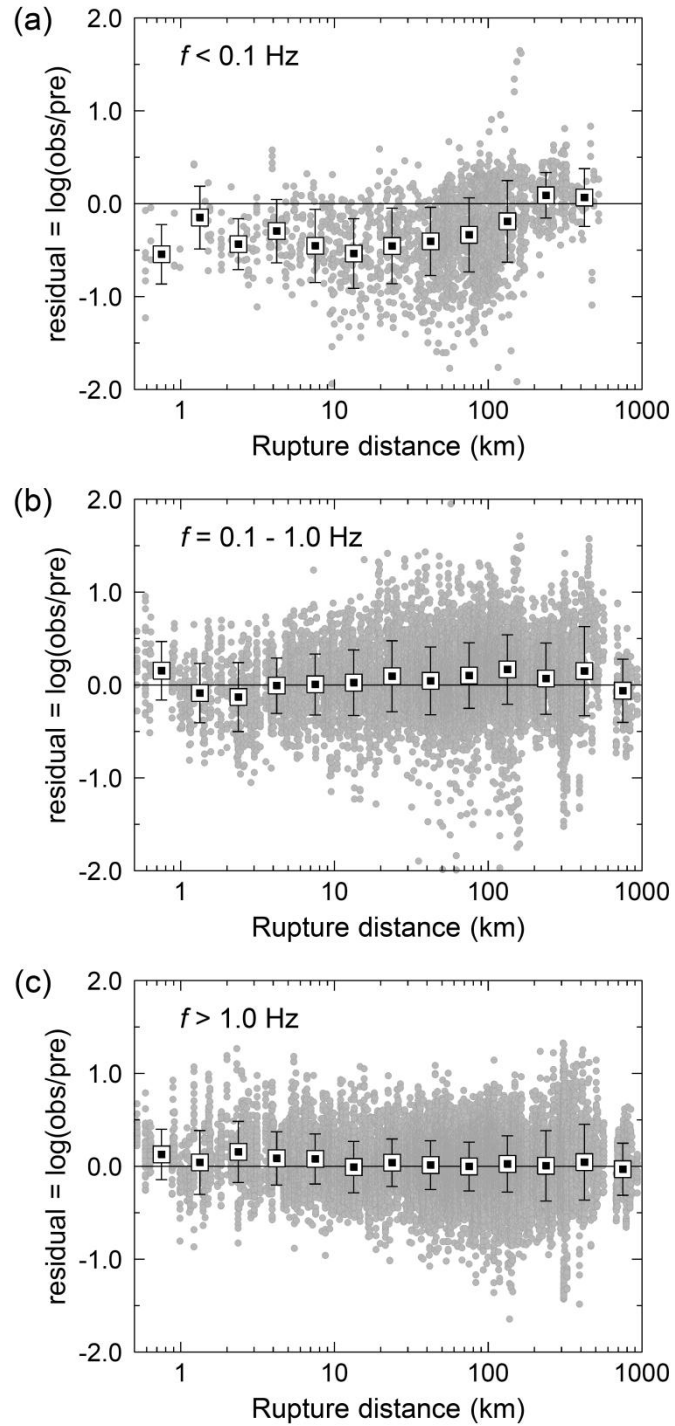 (a)
f < 0.1 Hz
residual = log(obs/pre)
2.0
1.0
0.0
-1.0
-2.0
1 10 100 1000
Rupture distance (km)
(b)
f = 0.1 - 1.0 Hz
residual = log(obs/pre)
2.0
1.0
0.0
-1.0
-2.0
1 10 100 1000
Rupture distance (km)
(c)
f > 1.0 Hz
residual = log(obs/pre)
2.0
1.0
0.0
-1.0
-2.0
1 10 100 1000
Rupture distance (km)